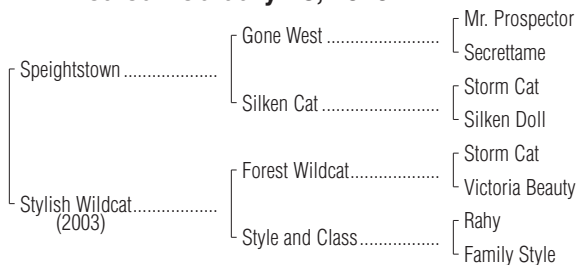 Mr. Prospector
Gone West
Secrettame
Speightstown
Storm Cat
Silken Cat
Silken Doll
Storm Cat
Forest Wildcat
Victoria Beauty
Stylish Wildcat
(2003)
Rahy
Style and Class
Family Style